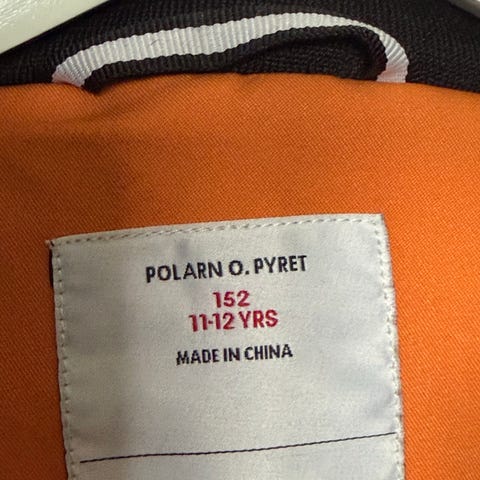 POLARN O. PYRET
152
11-12 YRS
MADE IN CHINA